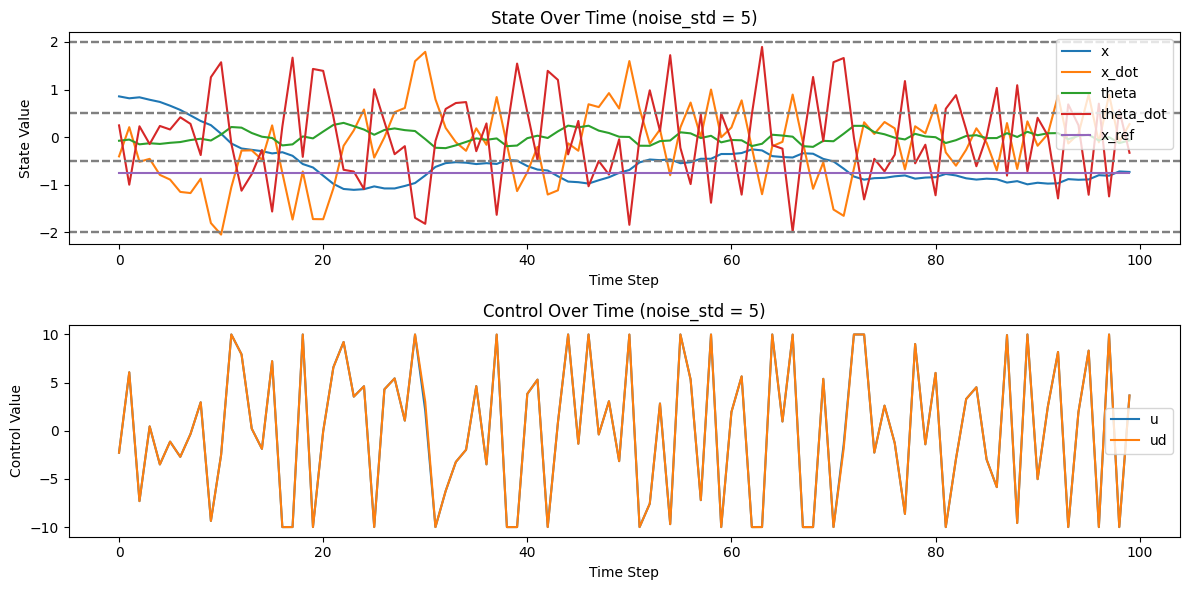 State Over Time (noise_std = 5)
State Value
2
1
0
−1
−2
x
x_dot
theta
theta_dot
x_ref
0
20
40
60
80
100
Time Step
Control Over Time (noise_std = 5)
Control Value
10
5
0
−5
−10
u
ud
0
20
40
60
80
100
Time Step